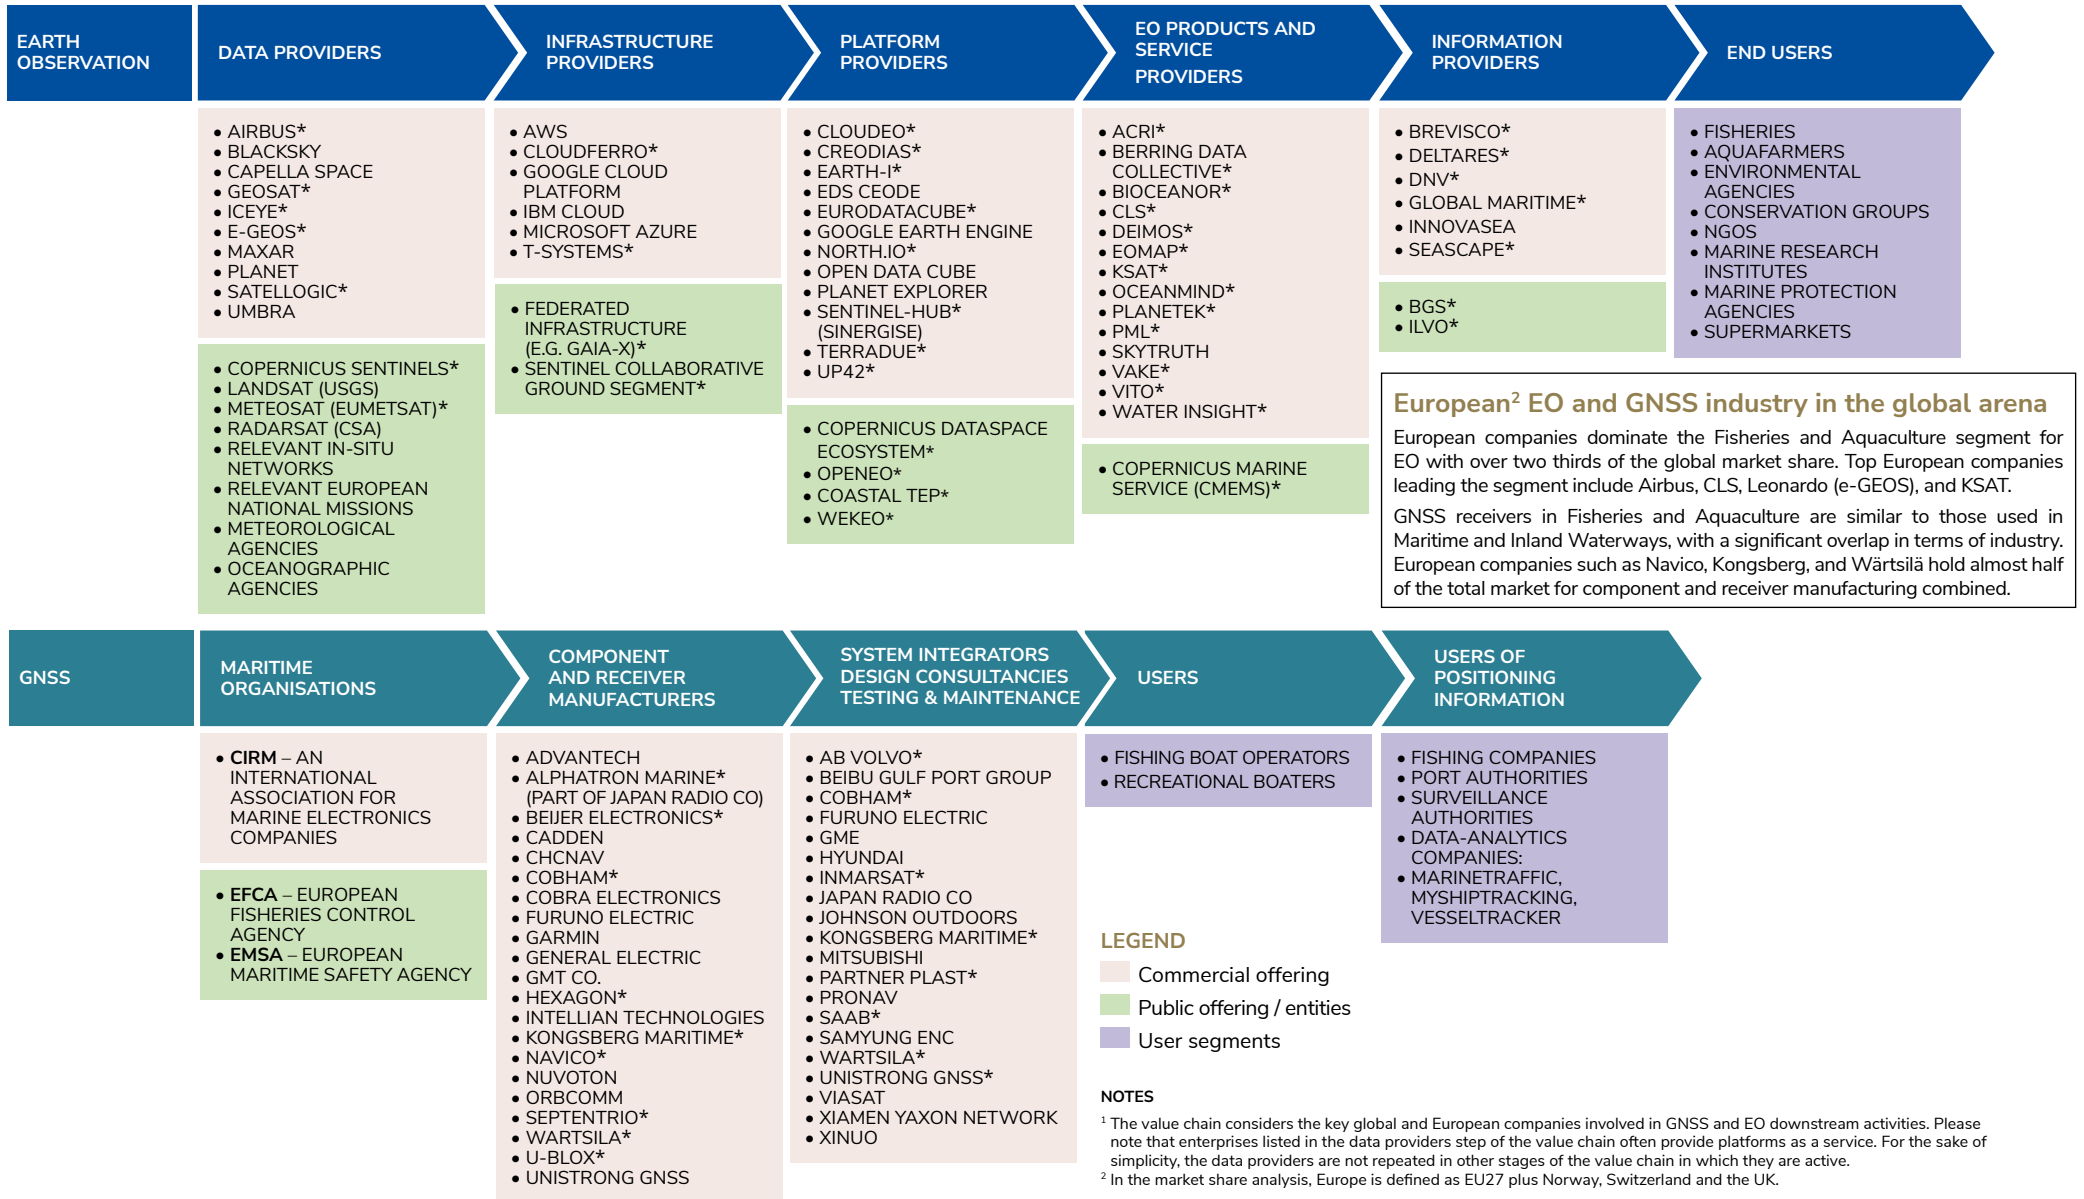 EARTH
OBSERVATION
DATA PROVIDERS
INFRASTRUCTURE
PROVIDERS
PLATFORM
PROVIDERS
EO PRODUCTS AND
SERVICE
PROVIDERS
INFORMATION
PROVIDERS
END USERS
• AIRBUS*
• BLACKSKY
• CAPELLA SPACE
• GEOSAT*
• ICEYE*
• E-GEOS*
• MAXAR
• PLANET
• SATELLOGIC*
• UMBRA
• COPERNICUS SENTINELS*
• LANDSAT (USGS)
• METEOSAT (EUMETSAT)*
• RADARSAT (CSA)
• RELEVANT IN-SITU
NETWORKS
• RELEVANT EUROPEAN
NATIONAL MISSIONS
• METEOROLOGICAL
AGENCIES
• OCEANOGRAPHIC
AGENCIES
• AWS
• CLOUDFERRO*
• GOOGLE CLOUD
PLATFORM
• IBM CLOUD
• MICROSOFT AZURE
• T-SYSTEMS*
• FEDERATED
INFRASTRUCTURE
(E.G. GAIA-X)*
• SENTINEL COLLABORATIVE
GROUND SEGMENT*
• CLOUDEO*
• CREODIAS*
• EARTH-I*
• EDS CEODE
• EURODATACUBE*
• GOOGLE EARTH ENGINE
• NORTH.IO*
• OPEN DATA CUBE
• PLANET EXPLORER
• SENTINEL-HUB*
(SINERGISE)
• TERRADUE*
• UP42*
• COPERNICUS DATASPACE
ECOSYSTEM*
• OPENEO*
• COASTAL TEP*
• WEKEO*
• ACRI*
• BERRING DATA
COLLECTIVE*
• BIOCEANOR*
• CLS*
• DEIMOS*
• EOMAP*
• KSAT*
• OCEANMIND*
• PLANETEK*
• PML*
• SKYTRUTH
• VAKE*
• VITO*
• WATER INSIGHT*
• COPERNICUS MARINE
SERVICE (CMEMS)*
• BREVISCO*
• DELTARES*
• DNV*
• GLOBAL MARITIME*
• INNOVASEA
• SEASCAPE*
• BGS*
• ILVO*
• FISHERIES
• AQUAFARMERS
• ENVIRONMENTAL
AGENCIES
• CONSERVATION GROUPS
• NGOS
• MARINE RESEARCH
INSTITUTES
• MARINE PROTECTION
AGENCIES
• SUPERMARKETS
European² EO and GNSS industry in the global arena
European companies dominate the Fisheries and Aquaculture segment for
EO with over two thirds of the global market share. Top European companies
leading the segment include Airbus, CLS, Leonardo (e-GEOS), and KSAT.
GNSS receivers in Fisheries and Aquaculture are similar to those used in
Maritime and Inland Waterways, with a significant overlap in terms of industry.
European companies such as Navico, Kongsberg, and Wärtsilä hold almost half
of the total market for component and receiver manufacturing combined.
GNSS
MARITIME
ORGANISATIONS
COMPONENT
AND RECEIVER
MANUFACTURERS
SYSTEM INTEGRATORS
DESIGN CONSULTANCIES
TESTING & MAINTENANCE
USERS
USERS OF
POSITIONING
INFORMATION
• CIRM – AN
INTERNATIONAL
ASSOCIATION FOR
MARINE ELECTRONICS
COMPANIES
• EFCA – EUROPEAN
FISHERIES CONTROL
AGENCY
• EMSA – EUROPEAN
MARITIME SAFETY AGENCY
• ADVANTECH
• ALPHATRON MARINE*
(PART OF JAPAN RADIO CO)
• BEIJER ELECTRONICS*
• CADDEN
• CHCNAV
• COBHAM*
• COBRA ELECTRONICS
• FURUNO ELECTRIC
• GARMIN
• GENERAL ELECTRIC
• GMT CO.
• HEXAGON*
• INTELLIAN TECHNOLOGIES
• KONGSBERG MARITIME*
• NAVICO*
• NUVOTON
• ORBCOMM
• SEPTENTRIO*
• WARTSILA*
• U-BLOX*
• UNISTRONG GNSS
• AB VOLVO*
• BEIBU GULF PORT GROUP
• COBHAM*
• FURUNO ELECTRIC
• GME
• HYUNDAI
• INMARSAT*
• JAPAN RADIO CO
• JOHNSON OUTDOORS
• KONGSBERG MARITIME*
• MITSUBISHI
• PARTNER PLAST*
• PRONAV
• SAAB*
• SAMYUNG ENC
• WARTSILA*
• UNISTRONG GNSS*
• VIASAT
• XIAMEN YAXON NETWORK
• XINUO
• FISHING BOAT OPERATORS
• RECREATIONAL BOATERS
• FISHING COMPANIES
• PORT AUTHORITIES
• SURVEILLANCE
AUTHORITIES
• DATA-ANALYTICS
COMPANIES:
• MARINETRAFFIC,
MYSHIPTRACKING,
VESSELTRACKER
LEGEND
Commercial offering
Public offering / entities
User segments
NOTES
¹ The value chain considers the key global and European companies involved in GNSS and EO downstream activities. Please
note that enterprises listed in the data providers step of the value chain often provide platforms as a service. For the sake of
simplicity, the data providers are not repeated in other stages of the value chain in which they are active.
² In the market share analysis, Europe is defined as EU27 plus Norway, Switzerland and the UK.